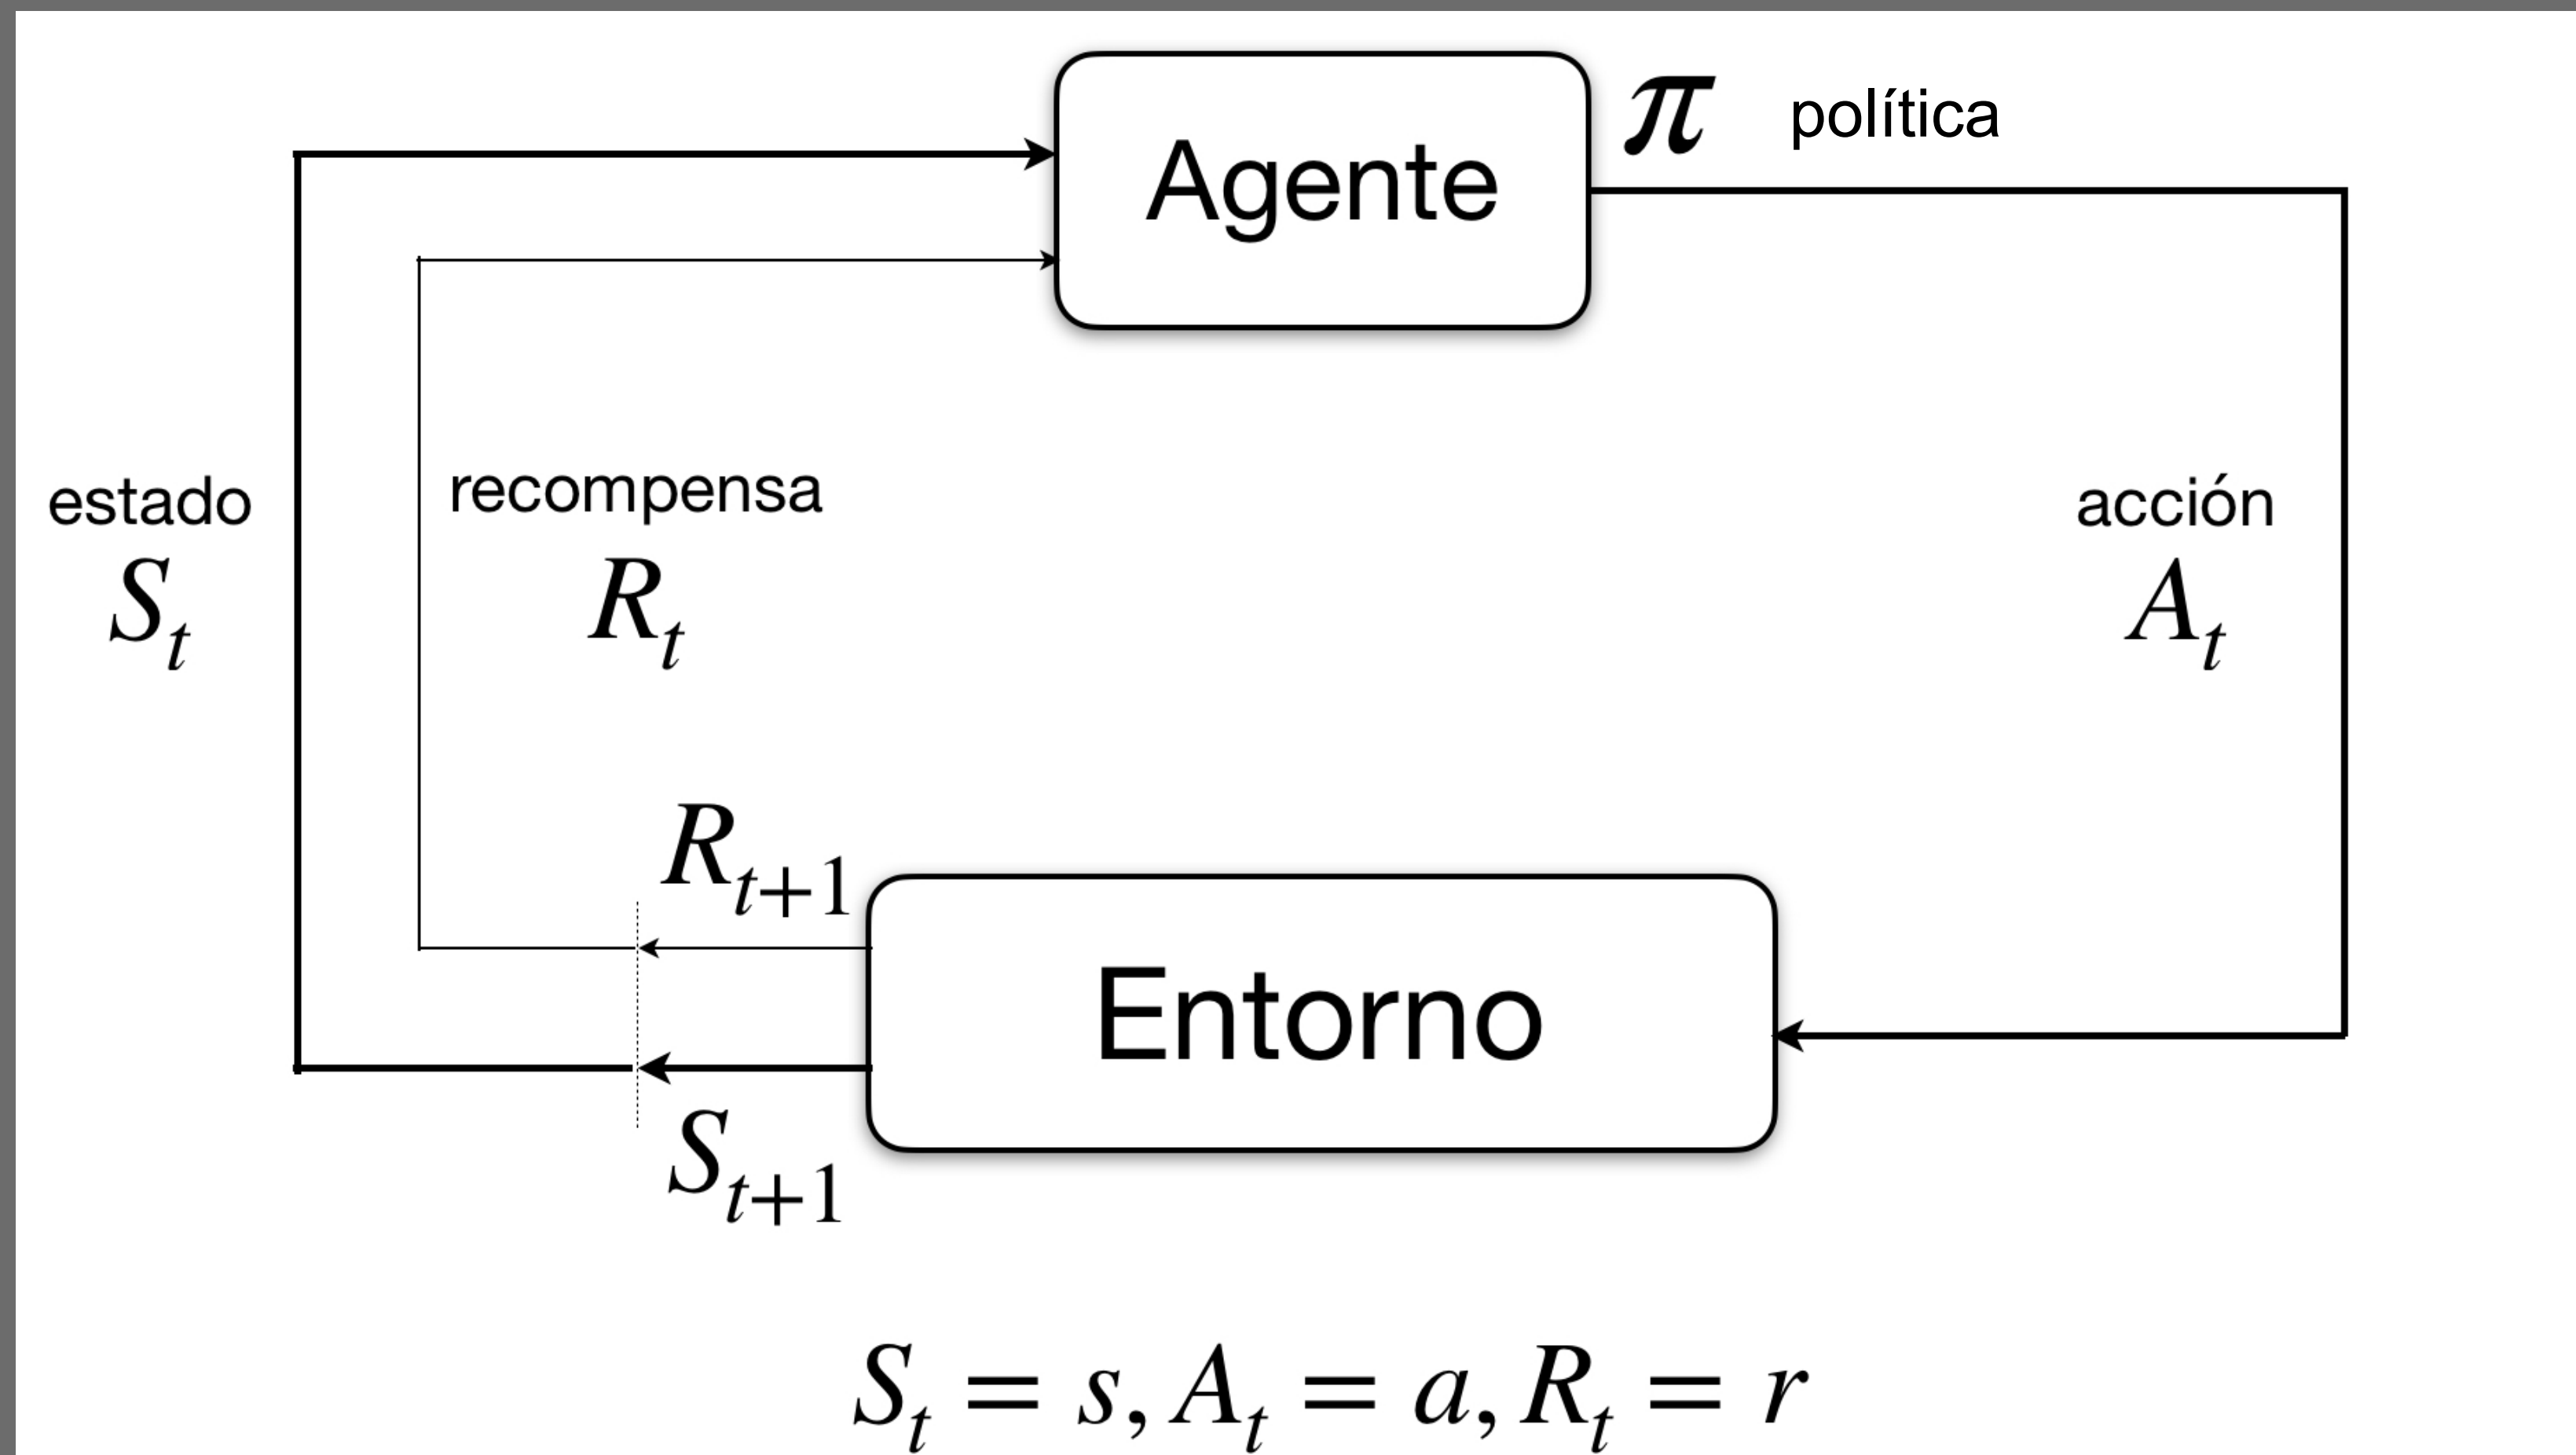 Agente
π política
estado
S_t
recompensa
R_t
acción
A_t
R_{t+1}
Entorno
S_{t+1}
S_t = s, A_t = a, R_t = r